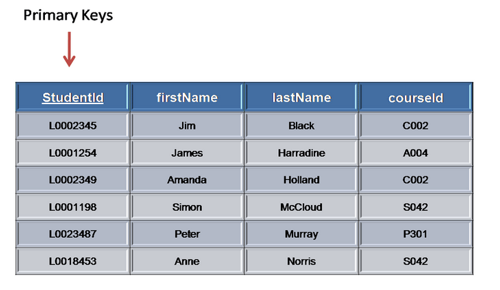 Primary Keys
StudentId firstName lastName courseId
L0002345 Jim Black C002
L0001254 James Harradine A004
L0002349 Amanda Holland C002
L0001198 Simon McCloud S042
L0023487 Peter Murray P301
L0018453 Anne Norris S042